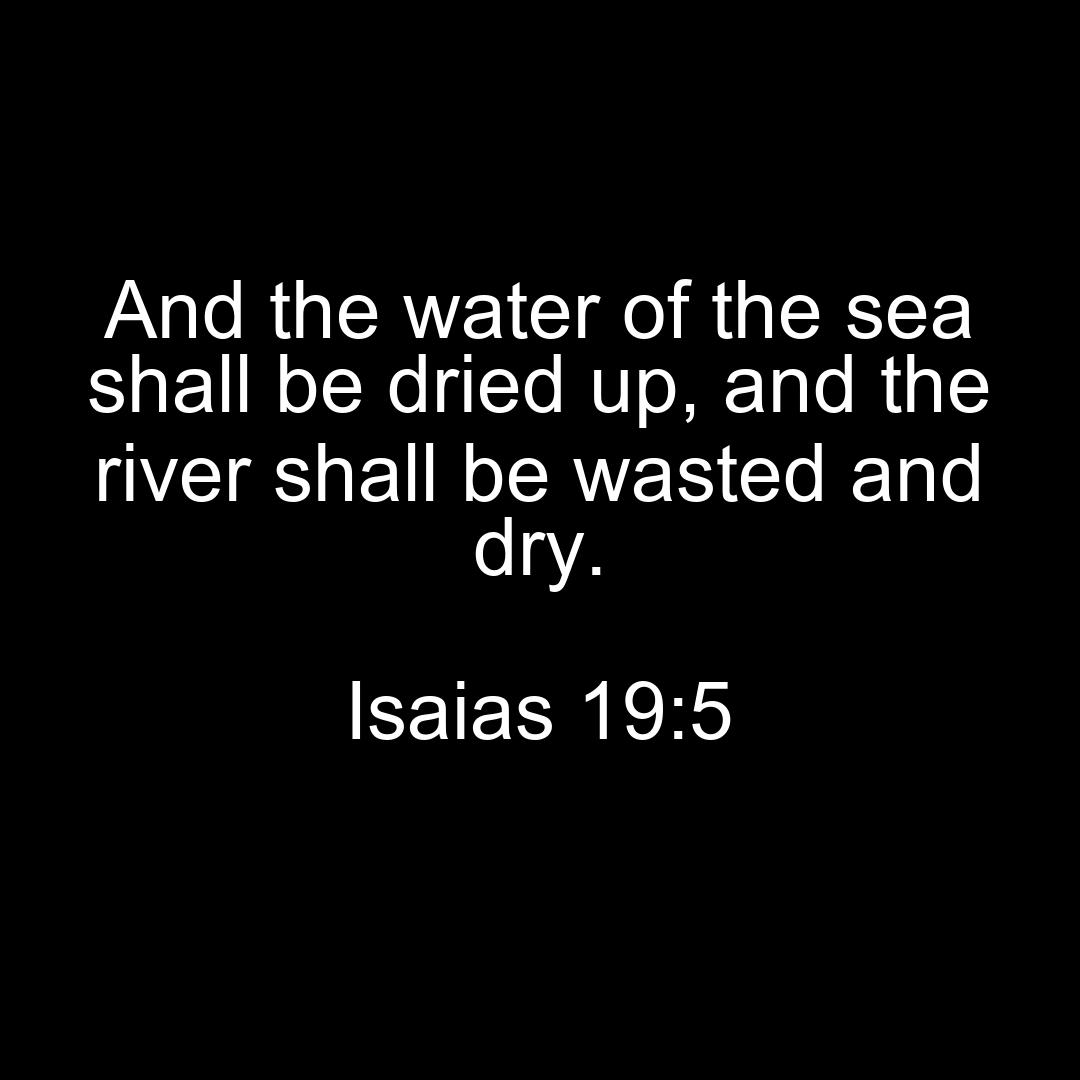 And the water of the sea
shall be dried up, and the
river shall be wasted and
dry.
Isaias 19:5